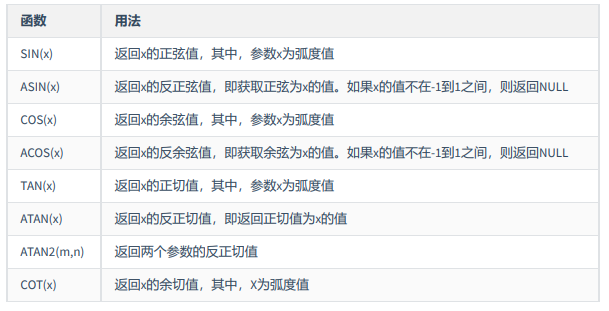 函数 用法
SIN(x) 返回x的正弦值，其中，参数x为弧度值
ASIN(x) 返回x的反正弦值，即获取正弦为x的值。如果x的值不在-1到1之间，则返回NULL
COS(x) 返回x的余弦值，其中，参数x为弧度值
ACOS(x) 返回x的反余弦值，即获取余弦为x的值。如果x的值不在-1到1之间，则返回NULL
TAN(x) 返回x的正切值，其中，参数x为弧度值
ATAN(x) 返回x的反正切值，即返回正切值为x的值
ATAN2(m,n) 返回两个参数的反正切值
COT(x) 返回x的余切值，其中，X为弧度值